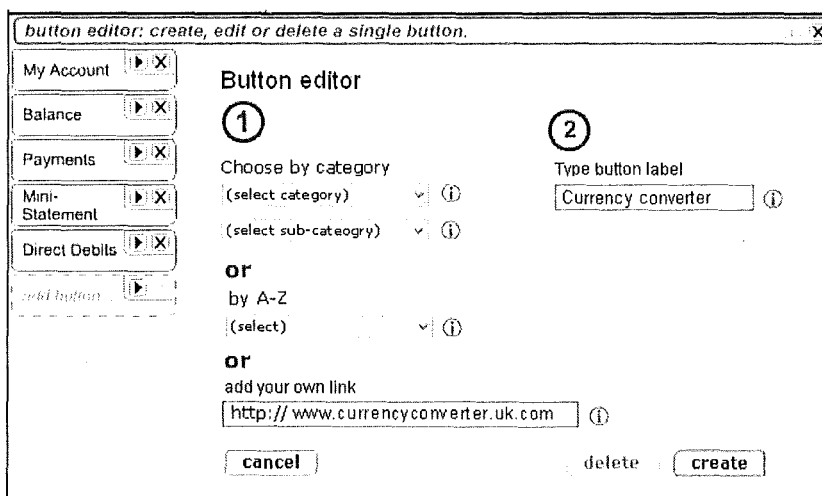 button editor: create, edit or delete a single button.
My Account
Balance
Payments
Mini-
Statement
Direct Debits
add button
Button editor
1
Choose by category
(select category)
(select sub-cateogry)
or
by A-Z
(select)
or
add your own link
http:// www.currencyconverter.uk.com
cancel
2
Type button label
Currency converter
delete
create